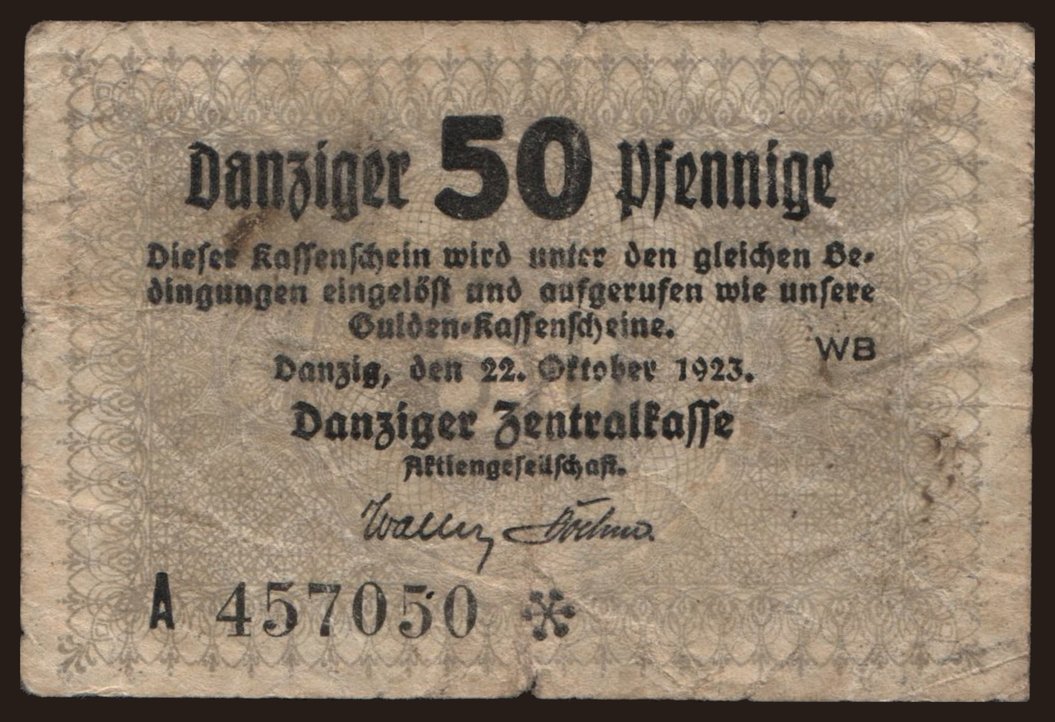 Danziger 50 Pfennige
Dieser Kassenschein wird unter den gleichen Be-
dingungen eingelöst und aufgerufen wie unsere
Gulden-Kassenscheine.
WB
Danzig, den 22. Oktober 1923.
Danziger Zentralkasse
Aktiengesellschaft.
A 457050